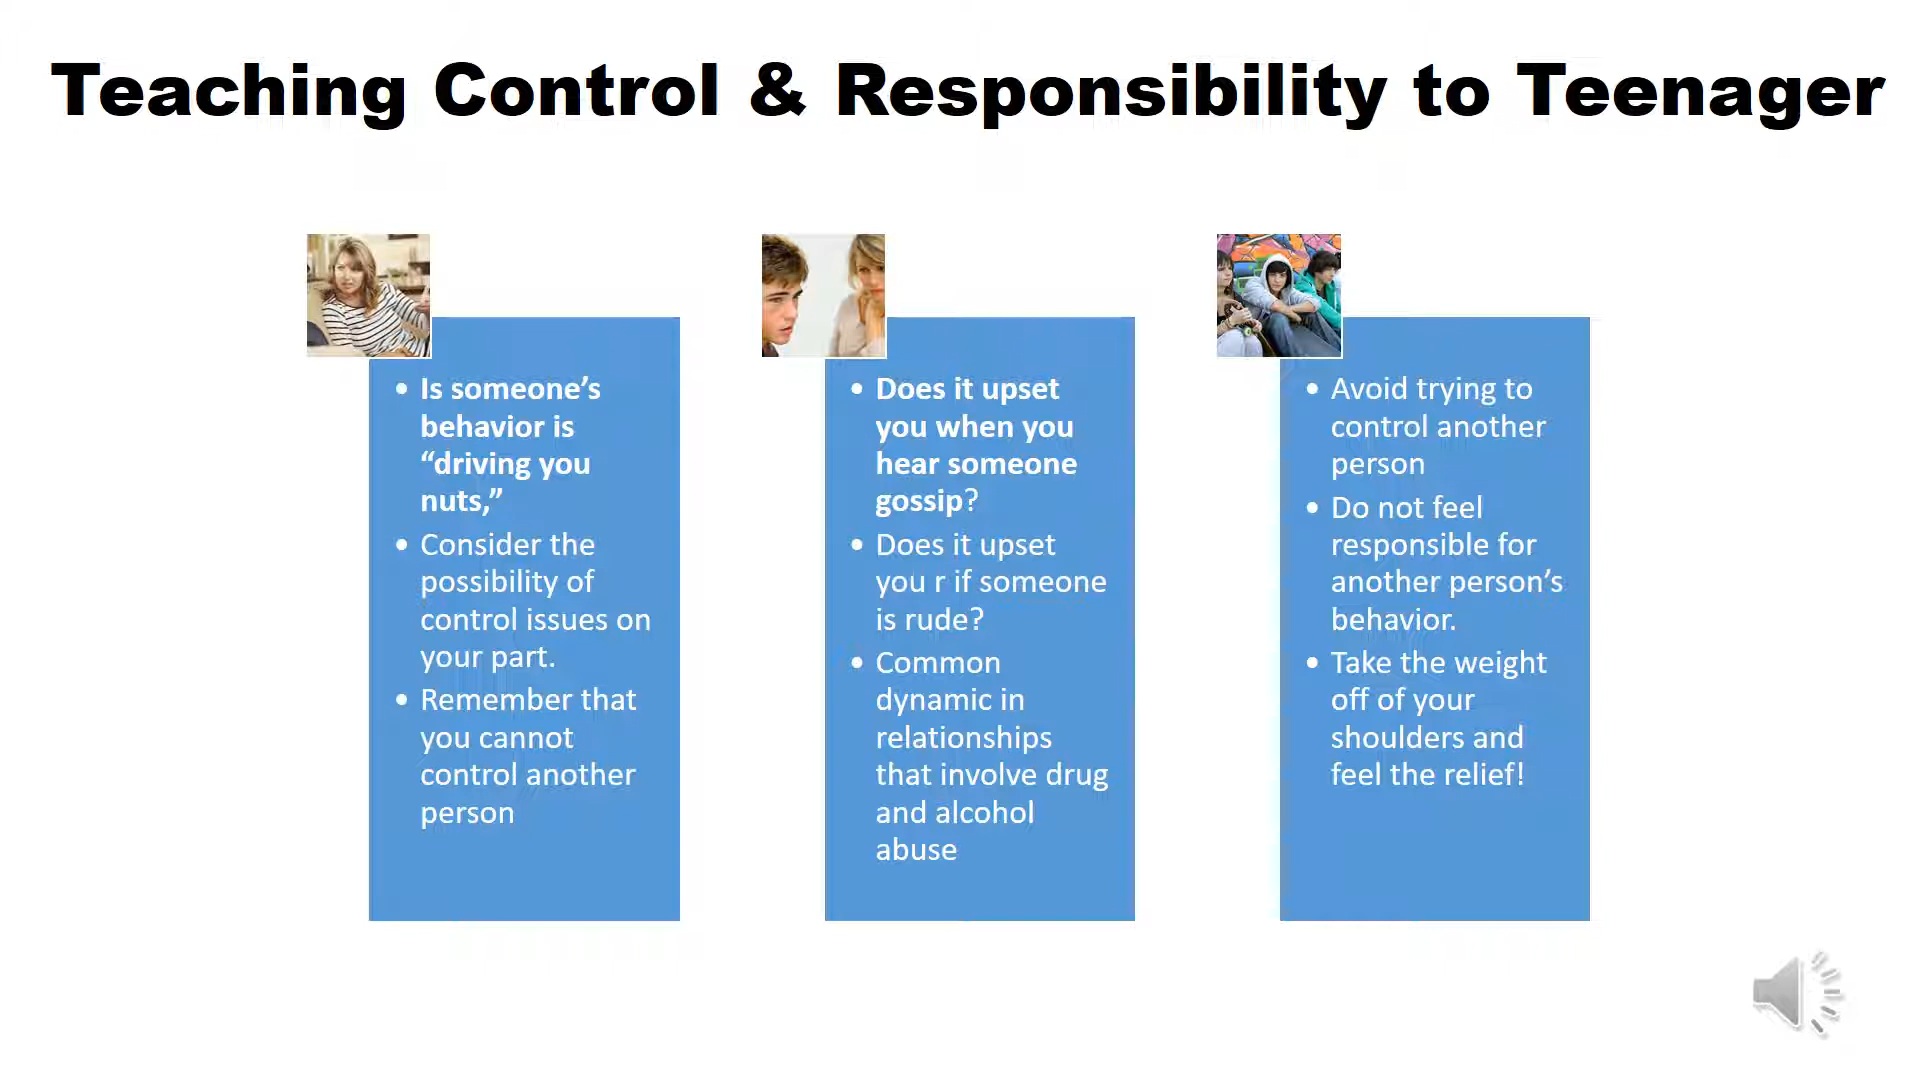 Teaching Control & Responsibility to Teenager
• Is someone’s
behavior is
“driving you
nuts,”
• Consider the
possibility of
control issues on
your part.
• Remember that
you cannot
control another
person
• Does it upset
you when you
hear someone
gossip?
• Does it upset
you r if someone
is rude?
• Common
dynamic in
relationships
that involve drug
and alcohol
abuse
• Avoid trying to
control another
person
• Do not feel
responsible for
another person’s
behavior.
• Take the weight
off of your
shoulders and
feel the relief!